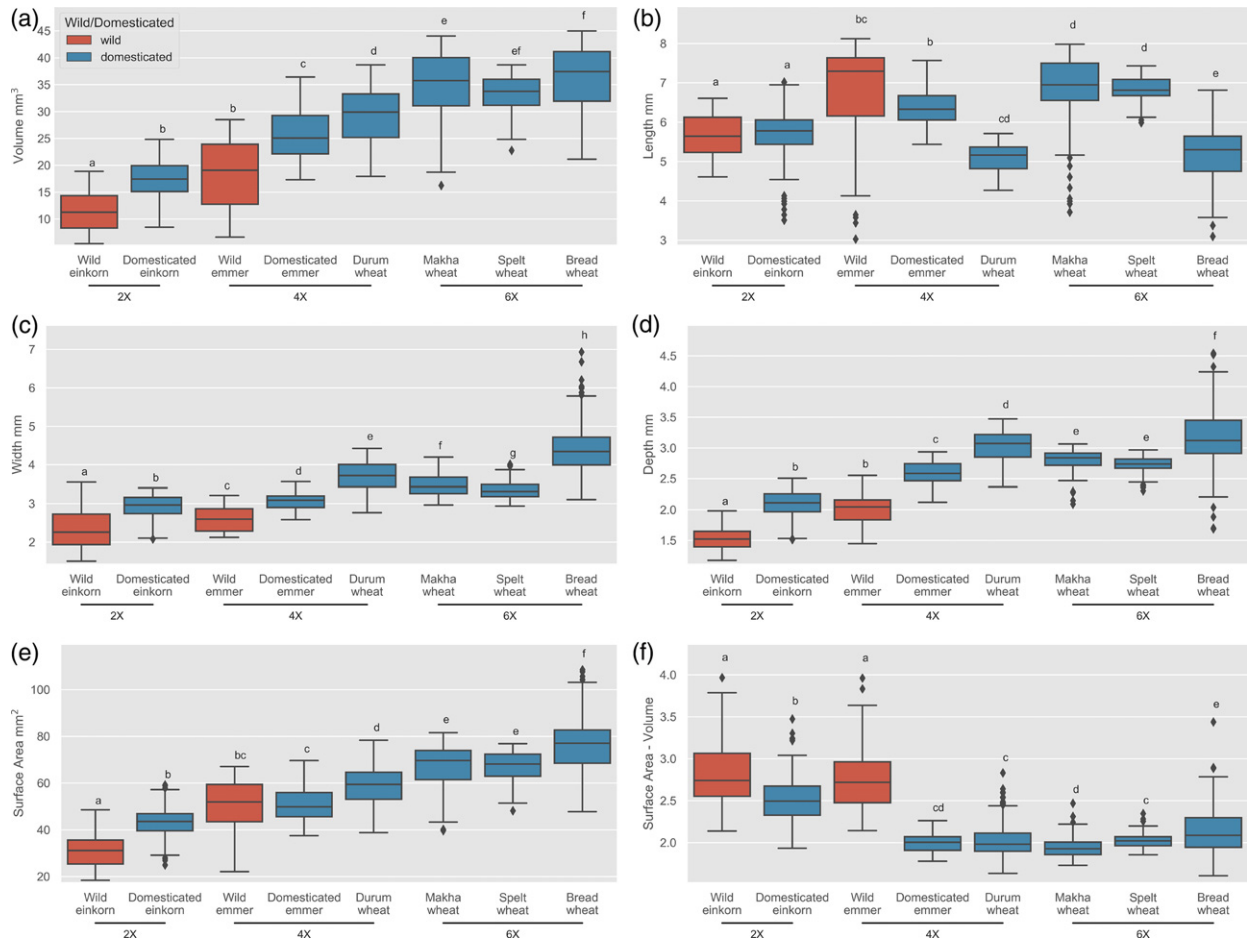 (a)
Wild/Domesticated
wild
domesticated
Volume mm³
45
40
35
30
25
20
15
10
a
b
b
c
d
e
ef
f
Wild einkorn
Domesticated einkorn
Wild emmer
Domesticated emmer
Durum wheat
Makha wheat
Spelt wheat
Bread wheat
2X
4X
6X
(b)
Length mm
8
7
6
5
4
3
a
a
bc
b
cd
d
d
e
Wild einkorn
Domesticated einkorn
Wild emmer
Domesticated emmer
Durum wheat
Makha wheat
Spelt wheat
Bread wheat
2X
4X
6X
(c)
Width mm
7
6
5
4
3
2
a
b
c
d
e
f
g
h
Wild einkorn
Domesticated einkorn
Wild emmer
Domesticated emmer
Durum wheat
Makha wheat
Spelt wheat
Bread wheat
2X
4X
6X
(d)
Depth mm
4.5
4.0
3.5
3.0
2.5
2.0
1.5
a
b
b
c
d
e
e
f
Wild einkorn
Domesticated einkorn
Wild emmer
Domesticated emmer
Durum wheat
Makha wheat
Spelt wheat
Bread wheat
2X
4X
6X
(e)
Surface Area mm²
100
80
60
40
20
a
b
bc
c
d
e
e
f
Wild einkorn
Domesticated einkorn
Wild emmer
Domesticated emmer
Durum wheat
Makha wheat
Spelt wheat
Bread wheat
2X
4X
6X
(f)
Surface Area - Volume
4.0
3.5
3.0
2.5
2.0
a
b
a
cd
c
d
c
e
Wild einkorn
Domesticated einkorn
Wild emmer
Domesticated emmer
Durum wheat
Makha wheat
Spelt wheat
Bread wheat
2X
4X
6X